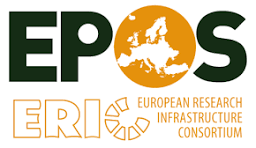 EPOS
ERIC
EUROPEAN RESEARCH
INFRASTRUCTURE
CONSORTIUM